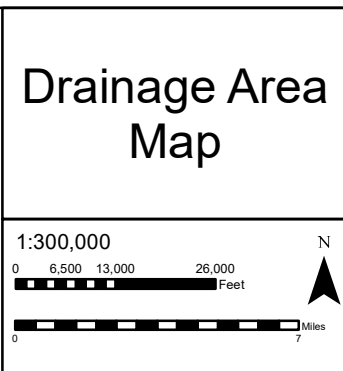 Drainage Area
Map
1:300,000
N
0 6,500 13,000 26,000
Feet
Miles
0 7